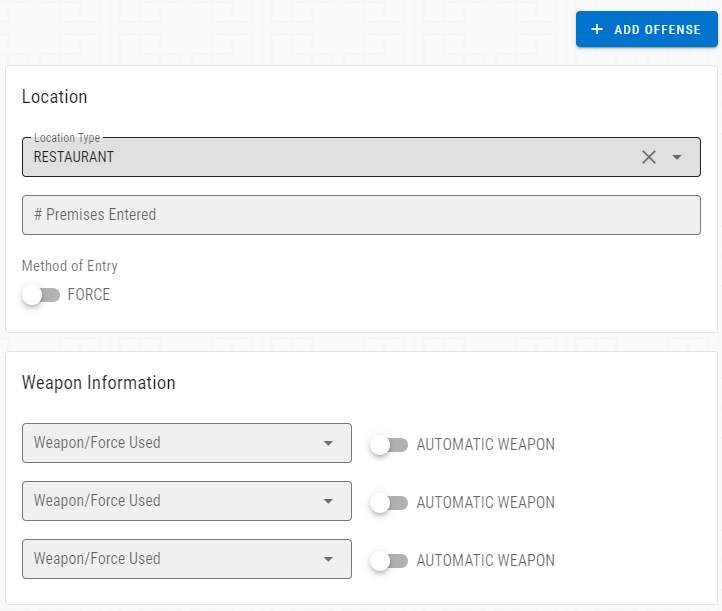 + ADD OFFENSE
Location
Location Type
RESTAURANT
# Premises Entered
Method of Entry
FORCE
Weapon Information
Weapon/Force Used
AUTOMATIC WEAPON
Weapon/Force Used
AUTOMATIC WEAPON
Weapon/Force Used
AUTOMATIC WEAPON